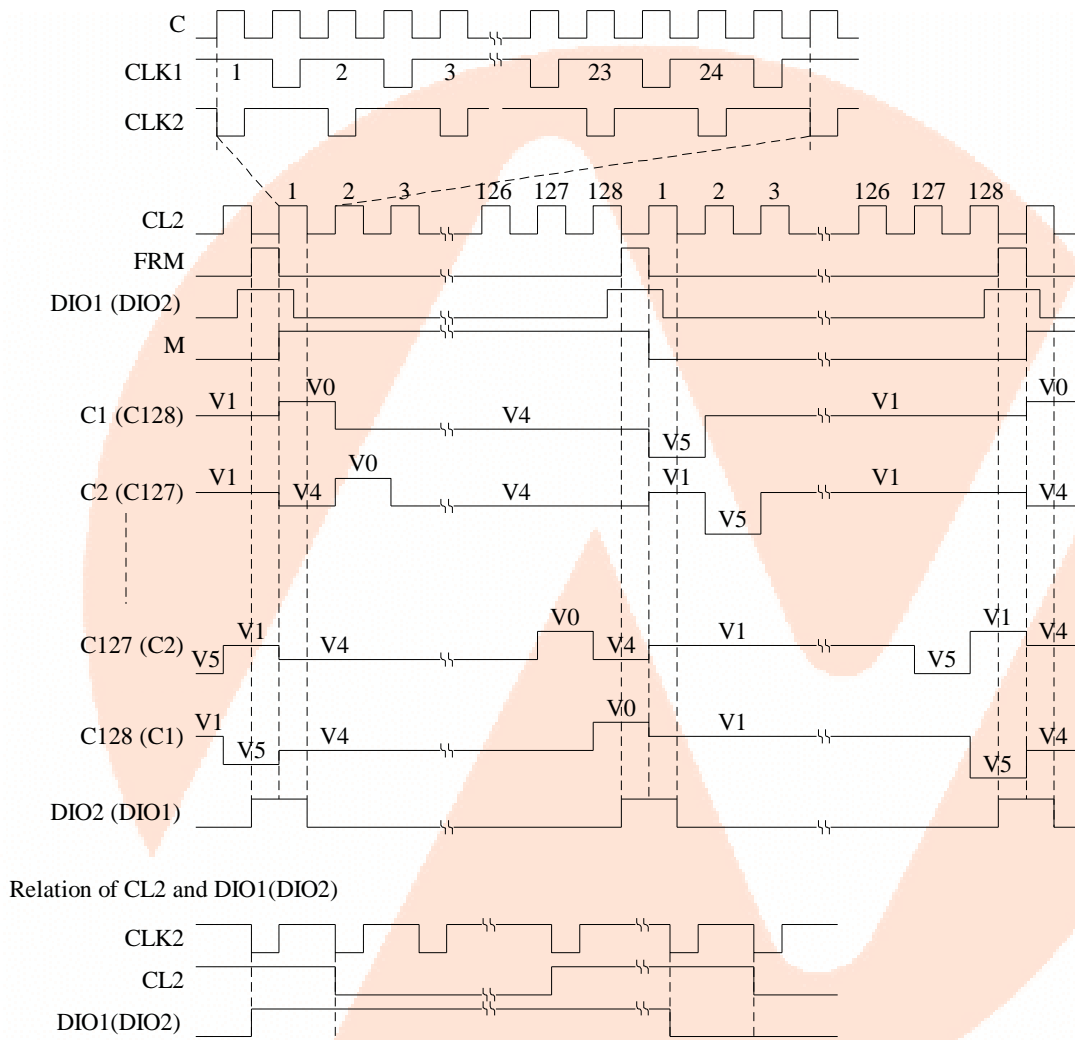 C
CLK1 1 2 3 23 24
CLK2
1 2 3 126 127 128 1 2 3 126 127 128
CL2
FRM
DIO1 (DIO2)
M
V0 V0
C1 (C128) V1 V4 V1
V5
V0
C2 (C127) V1 V4 V4 V1 V1 V4
V5
V0 V1
C127 (C2) V1 V4 V4 V1 V4
V5 V5
V1 V0
C128 (C1) V4 V1 V4
V5 V5
DIO2 (DIO1)
Relation of CL2 and DIO1(DIO2)
CLK2
CL2
DIO1(DIO2)